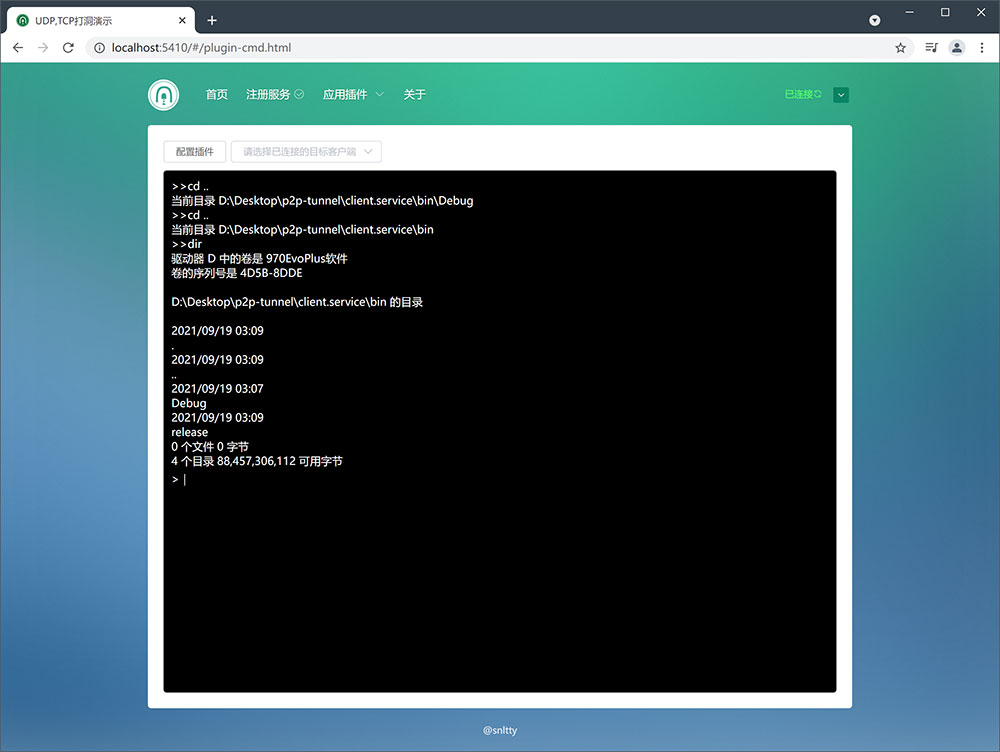 UDP,TCP打洞演示
localhost:5410/#/plugin-cmd.html
首页 注册服务 应用插件 关于 已连接
配置插件 请选择已连接的目标客户端
>>cd ..
当前目录 D:\Desktop\p2p-tunnel\client.service\bin\Debug
>>cd ..
当前目录 D:\Desktop\p2p-tunnel\client.service\bin
>>dir
驱动器 D 中的卷是 970EvoPlus软件
卷的序列号是 4D5B-8DDE
D:\Desktop\p2p-tunnel\client.service\bin 的目录
2021/09/19 03:09
.
2021/09/19 03:09
..
2021/09/19 03:07
Debug
2021/09/19 03:09
release
0 个文件 0 字节
4 个目录 88,457,306,112 可用字节
> |
@snltty